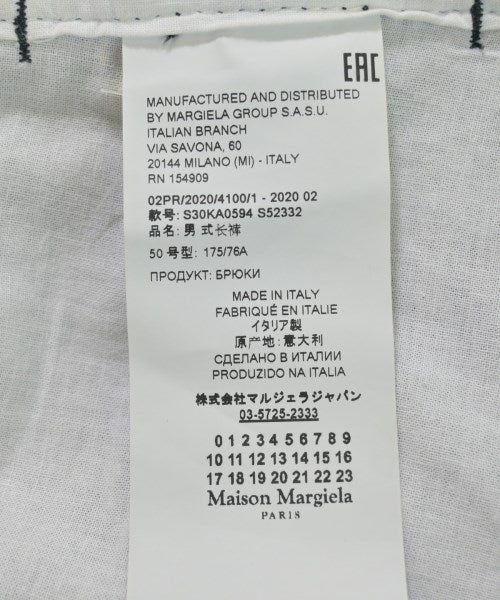 EAC
MANUFACTURED AND DISTRIBUTED
BY MARGIELA GROUP S.A.S.U.
ITALIAN BRANCH
VIA SAVONA, 60
20144 MILANO (MI) - ITALY
RN 154909
02PR/2020/4100/1 - 2020 02
款号: S30KA0594 S52332
品名: 男 式长裤
50 号型: 175/76A
ПРОДУКТ: БРЮКИ
MADE IN ITALY
FABRIQUÉ EN ITALIE
イタリア製
原产地: 意大利
СДЕЛАНО В ИТАЛИИ
PRODUZIDO NA ITALIA
株式会社マルジェラジャパン
03-5725-2333
0 1 2 3 4 5 6 7 8 9
10 11 12 13 14 15 16
17 18 19 20 21 22 23
Maison Margiela
PARIS